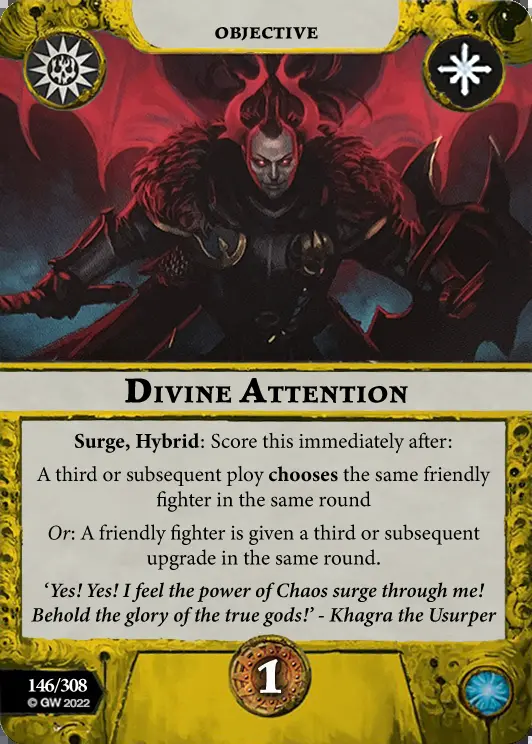 OBJECTIVE
DIVINE ATTENTION
Surge, Hybrid: Score this immediately after:
A third or subsequent ploy chooses the same friendly
fighter in the same round
Or: A friendly fighter is given a third or subsequent
upgrade in the same round.
‘Yes! Yes! I feel the power of Chaos surge through me!
Behold the glory of the true gods!’ - Khagra the Usurper
146/308
© GW 2022
1